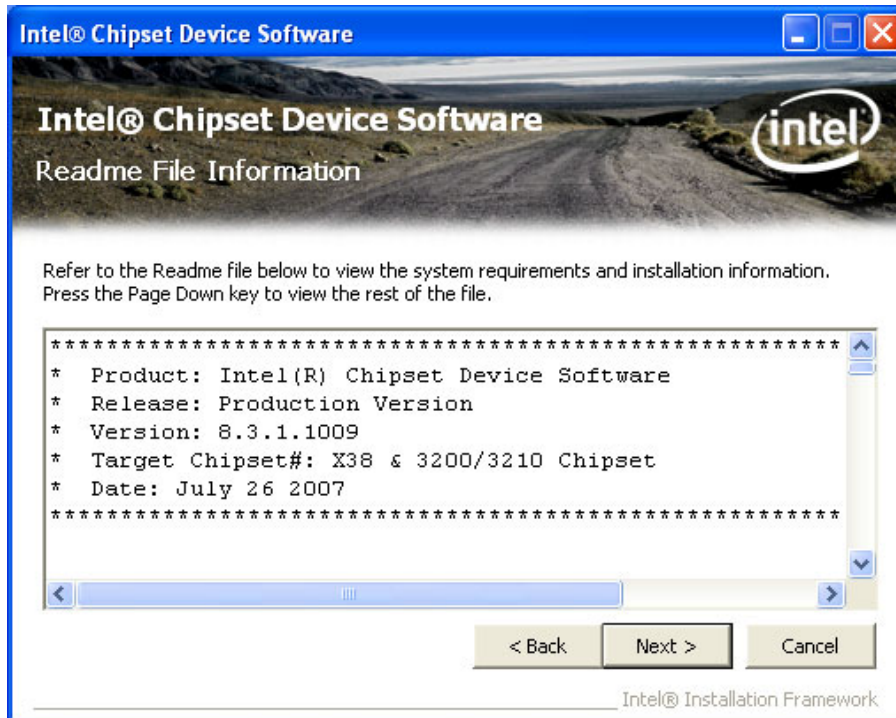 Intel® Chipset Device Software
Intel® Chipset Device Software
intel
Readme File Information
Refer to the Readme file below to view the system requirements and installation information.
Press the Page Down key to view the rest of the file.
************************************************************
* Product: Intel(R) Chipset Device Software
* Release: Production Version
* Version: 8.3.1.1009
* Target Chipset#: X38 & 3200/3210 Chipset
* Date: July 26 2007
************************************************************
< Back
Next >
Cancel
Intel® Installation Framework